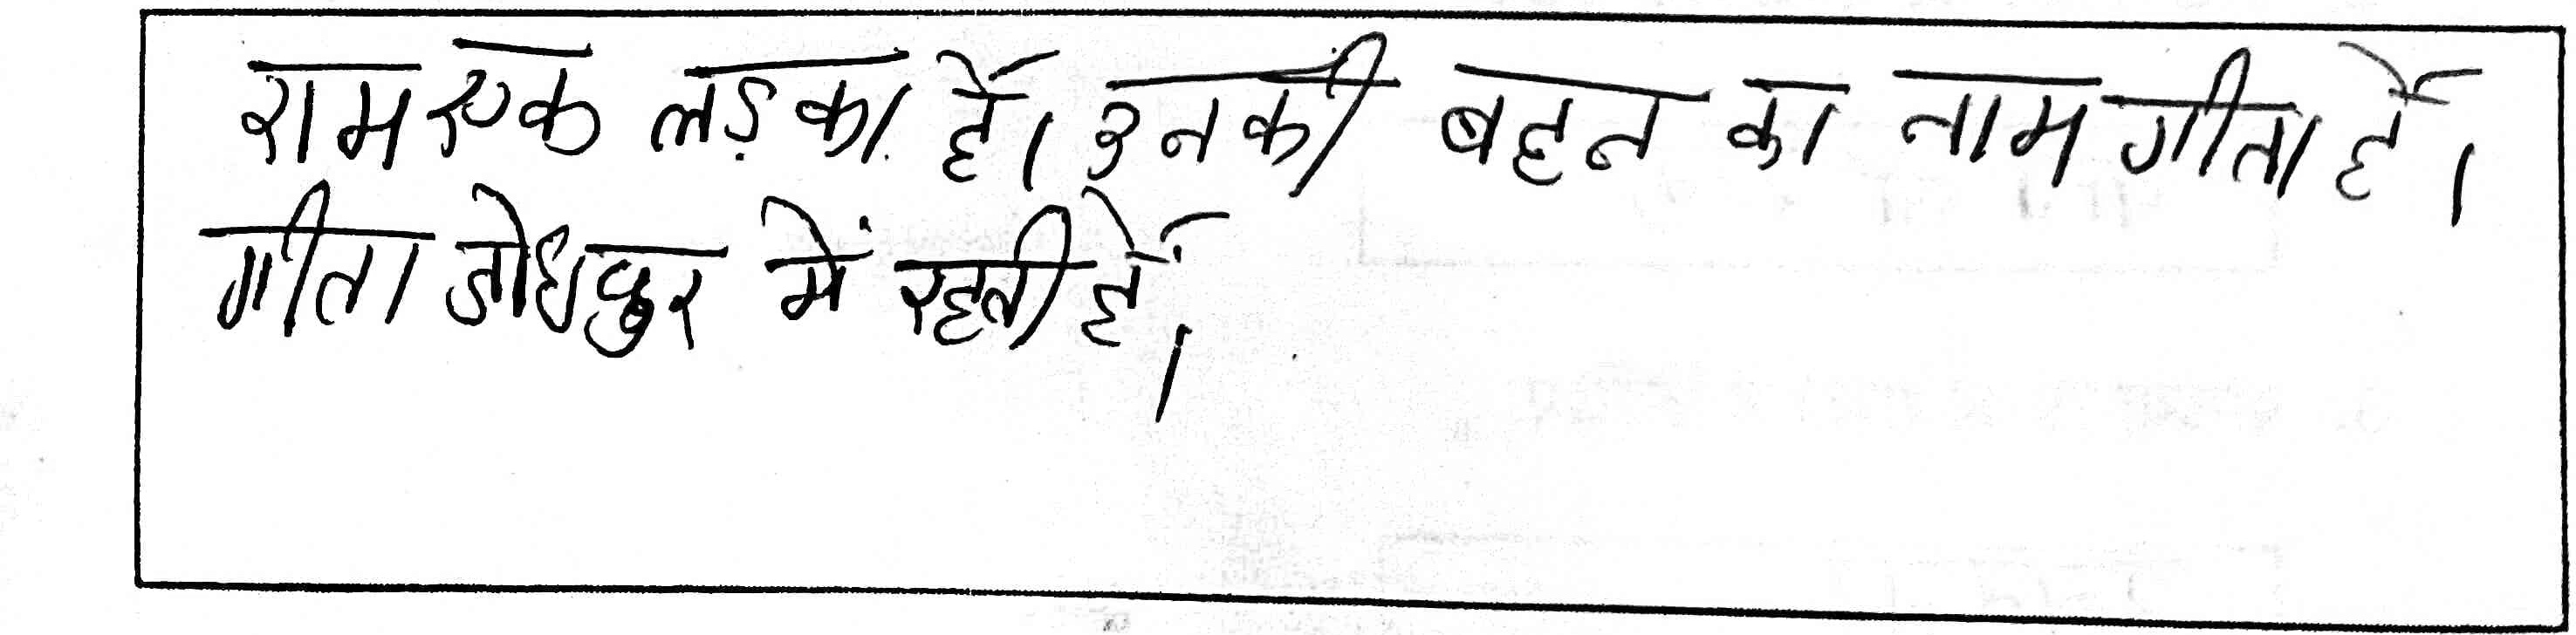 राम एक लड़का है। उनकी बहन का नाम गीता है।
गीता जोधपुर में रहती हैं।